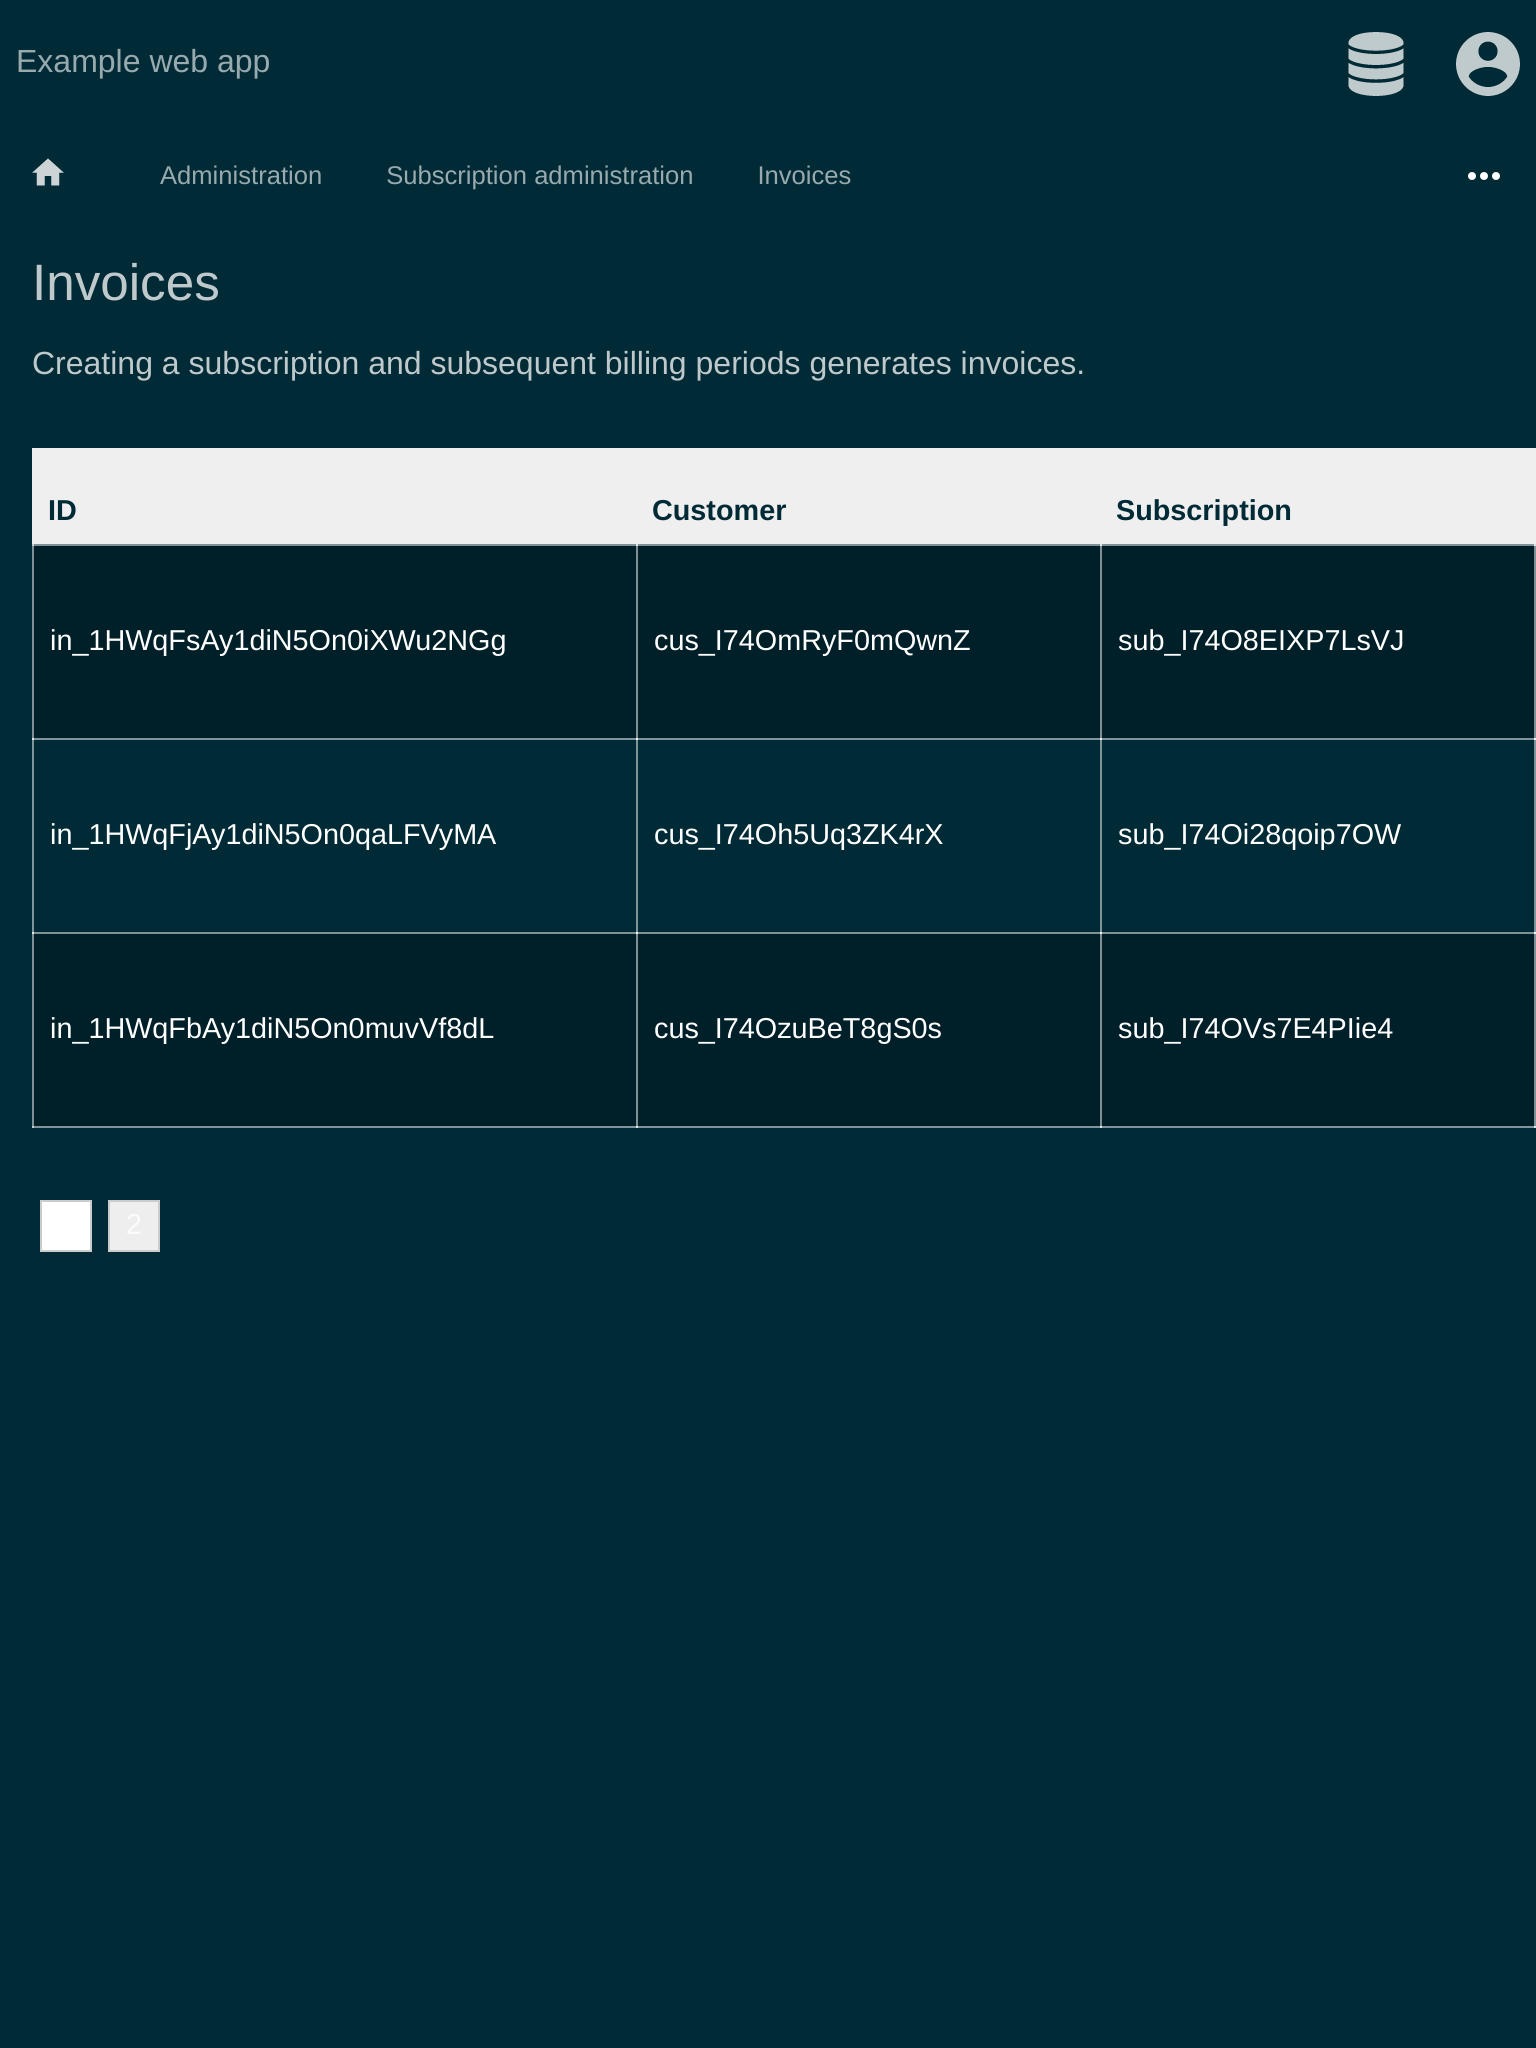 Example web app
Administration Subscription administration Invoices
Invoices
Creating a subscription and subsequent billing periods generates invoices.
ID Customer Subscription
in_1HWqFsAy1diN5On0iXWu2NGg cus_I74OmRyF0mQwnZ sub_I74O8EIXP7LsVJ
in_1HWqFjAy1diN5On0qaLFVyMA cus_I74Oh5Uq3ZK4rX sub_I74Oi28qoip7OW
in_1HWqFbAy1diN5On0muvVf8dL cus_I74OzuBeT8gS0s sub_I74OVs7E4PIie4
2